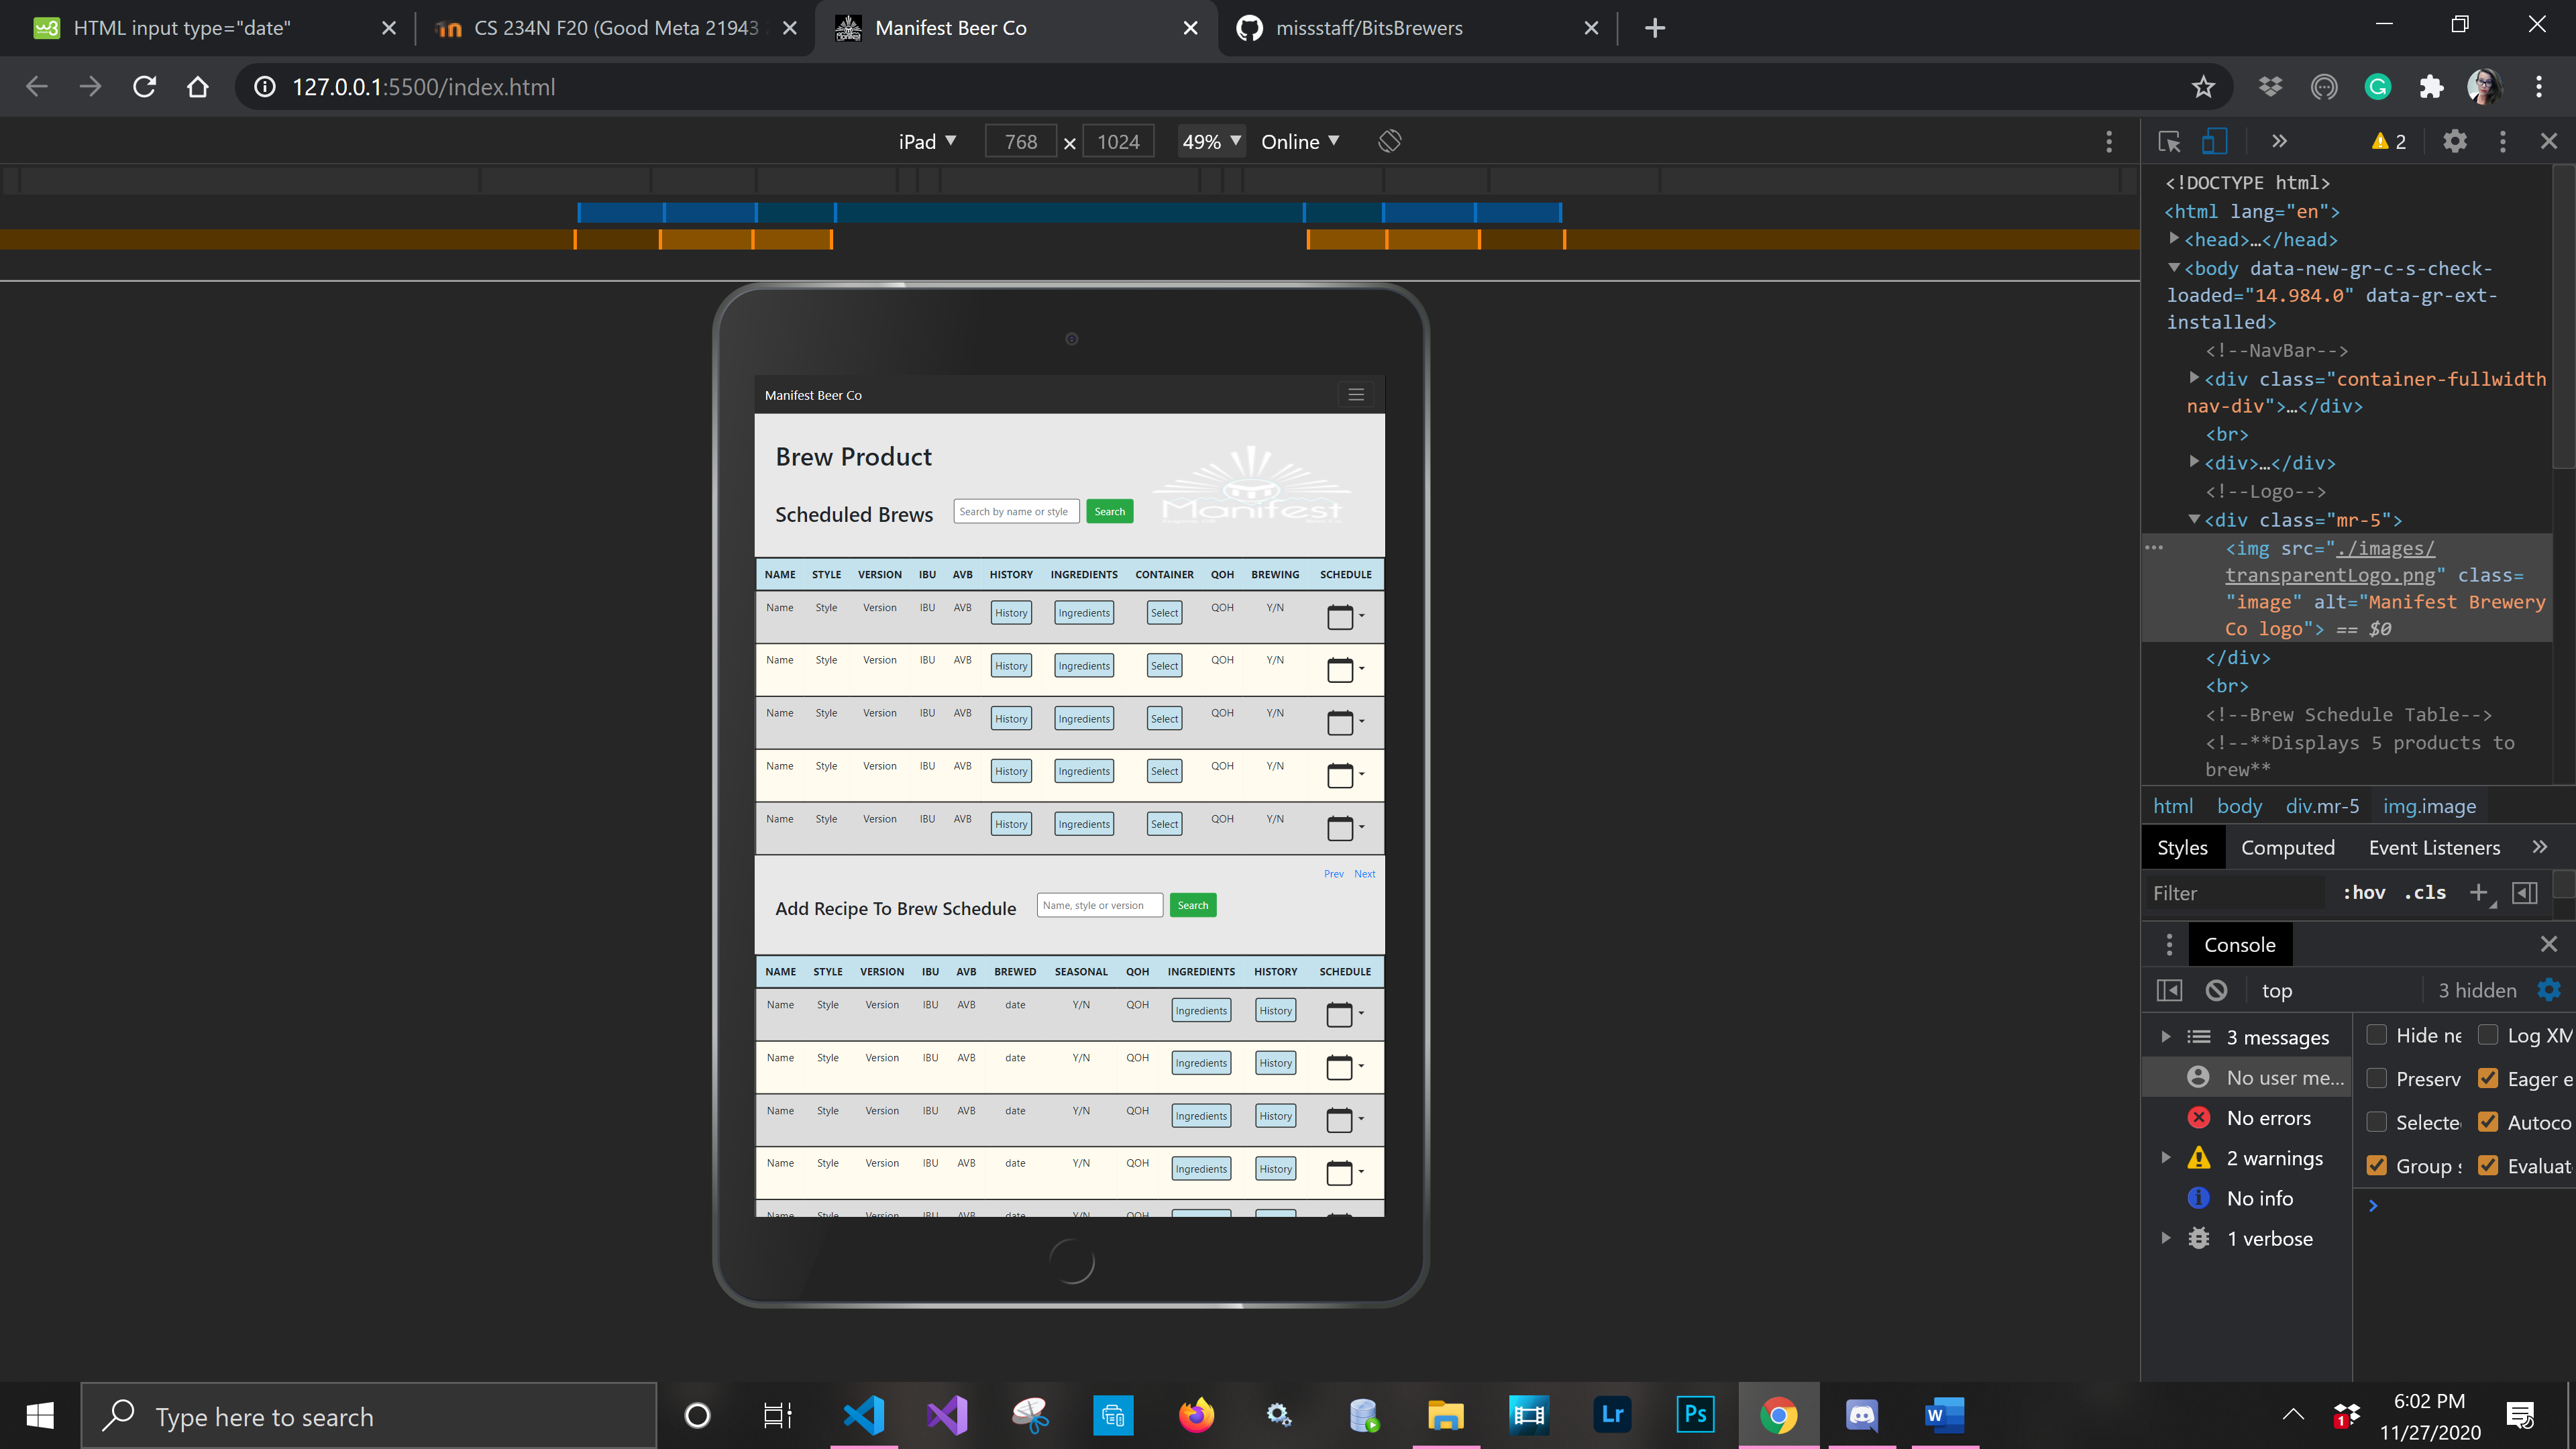 HTML input type="date"
CS 234N F20 (Good Meta 21943
Manifest Beer Co
missstaff/BitsBrewers
127.0.0.1:5500/index.html
iPad ▼ 768 × 1024 49% ▼ Online ▼
2
<!DOCTYPE html>
<html lang="en">
<head>…</head>
<body data-new-gr-c-s-check-
loaded="14.984.0" data-gr-ext-
installed>
<!--NavBar-->
<div class="container-fullwidth
nav-div">…</div>
<br>
<div>…</div>
<!--Logo-->
<div class="mr-5">
<img src="./images/
transparentLogo.png" class=
"image" alt="Manifest Brewery
Co logo"> == $0
</div>
<br>
<!--Brew Schedule Table-->
<!--**Displays 5 products to
brew**
html body div.mr-5 img.image
Styles Computed Event Listeners
Filter :hov .cls
Console
top 3 hidden
3 messages
No user me...
No errors
2 warnings
No info
1 verbose
Hide ne Log XM
Preserv Eager e
Selecte Autoco
Group s Evaluat
Manifest Beer Co
Brew Product
Manifest
Scheduled Brews Search by name or style Search
NAME STYLE VERSION IBU AVB HISTORY INGREDIENTS CONTAINER QOH BREWING SCHEDULE
Name Style Version IBU AVB History Ingredients Select QOH Y/N
Name Style Version IBU AVB History Ingredients Select QOH Y/N
Name Style Version IBU AVB History Ingredients Select QOH Y/N
Name Style Version IBU AVB History Ingredients Select QOH Y/N
Name Style Version IBU AVB History Ingredients Select QOH Y/N
Prev Next
Add Recipe To Brew Schedule Name, style or version Search
NAME STYLE VERSION IBU AVB BREWED SEASONAL QOH INGREDIENTS HISTORY SCHEDULE
Name Style Version IBU AVB date Y/N QOH Ingredients History
Name Style Version IBU AVB date Y/N QOH Ingredients History
Name Style Version IBU AVB date Y/N QOH Ingredients History
Name Style Version IBU AVB date Y/N QOH Ingredients History
Name Style Version IBU AVB date Y/N QOH
Type here to search
Lr
Ps
W
1
6:02 PM
11/27/2020